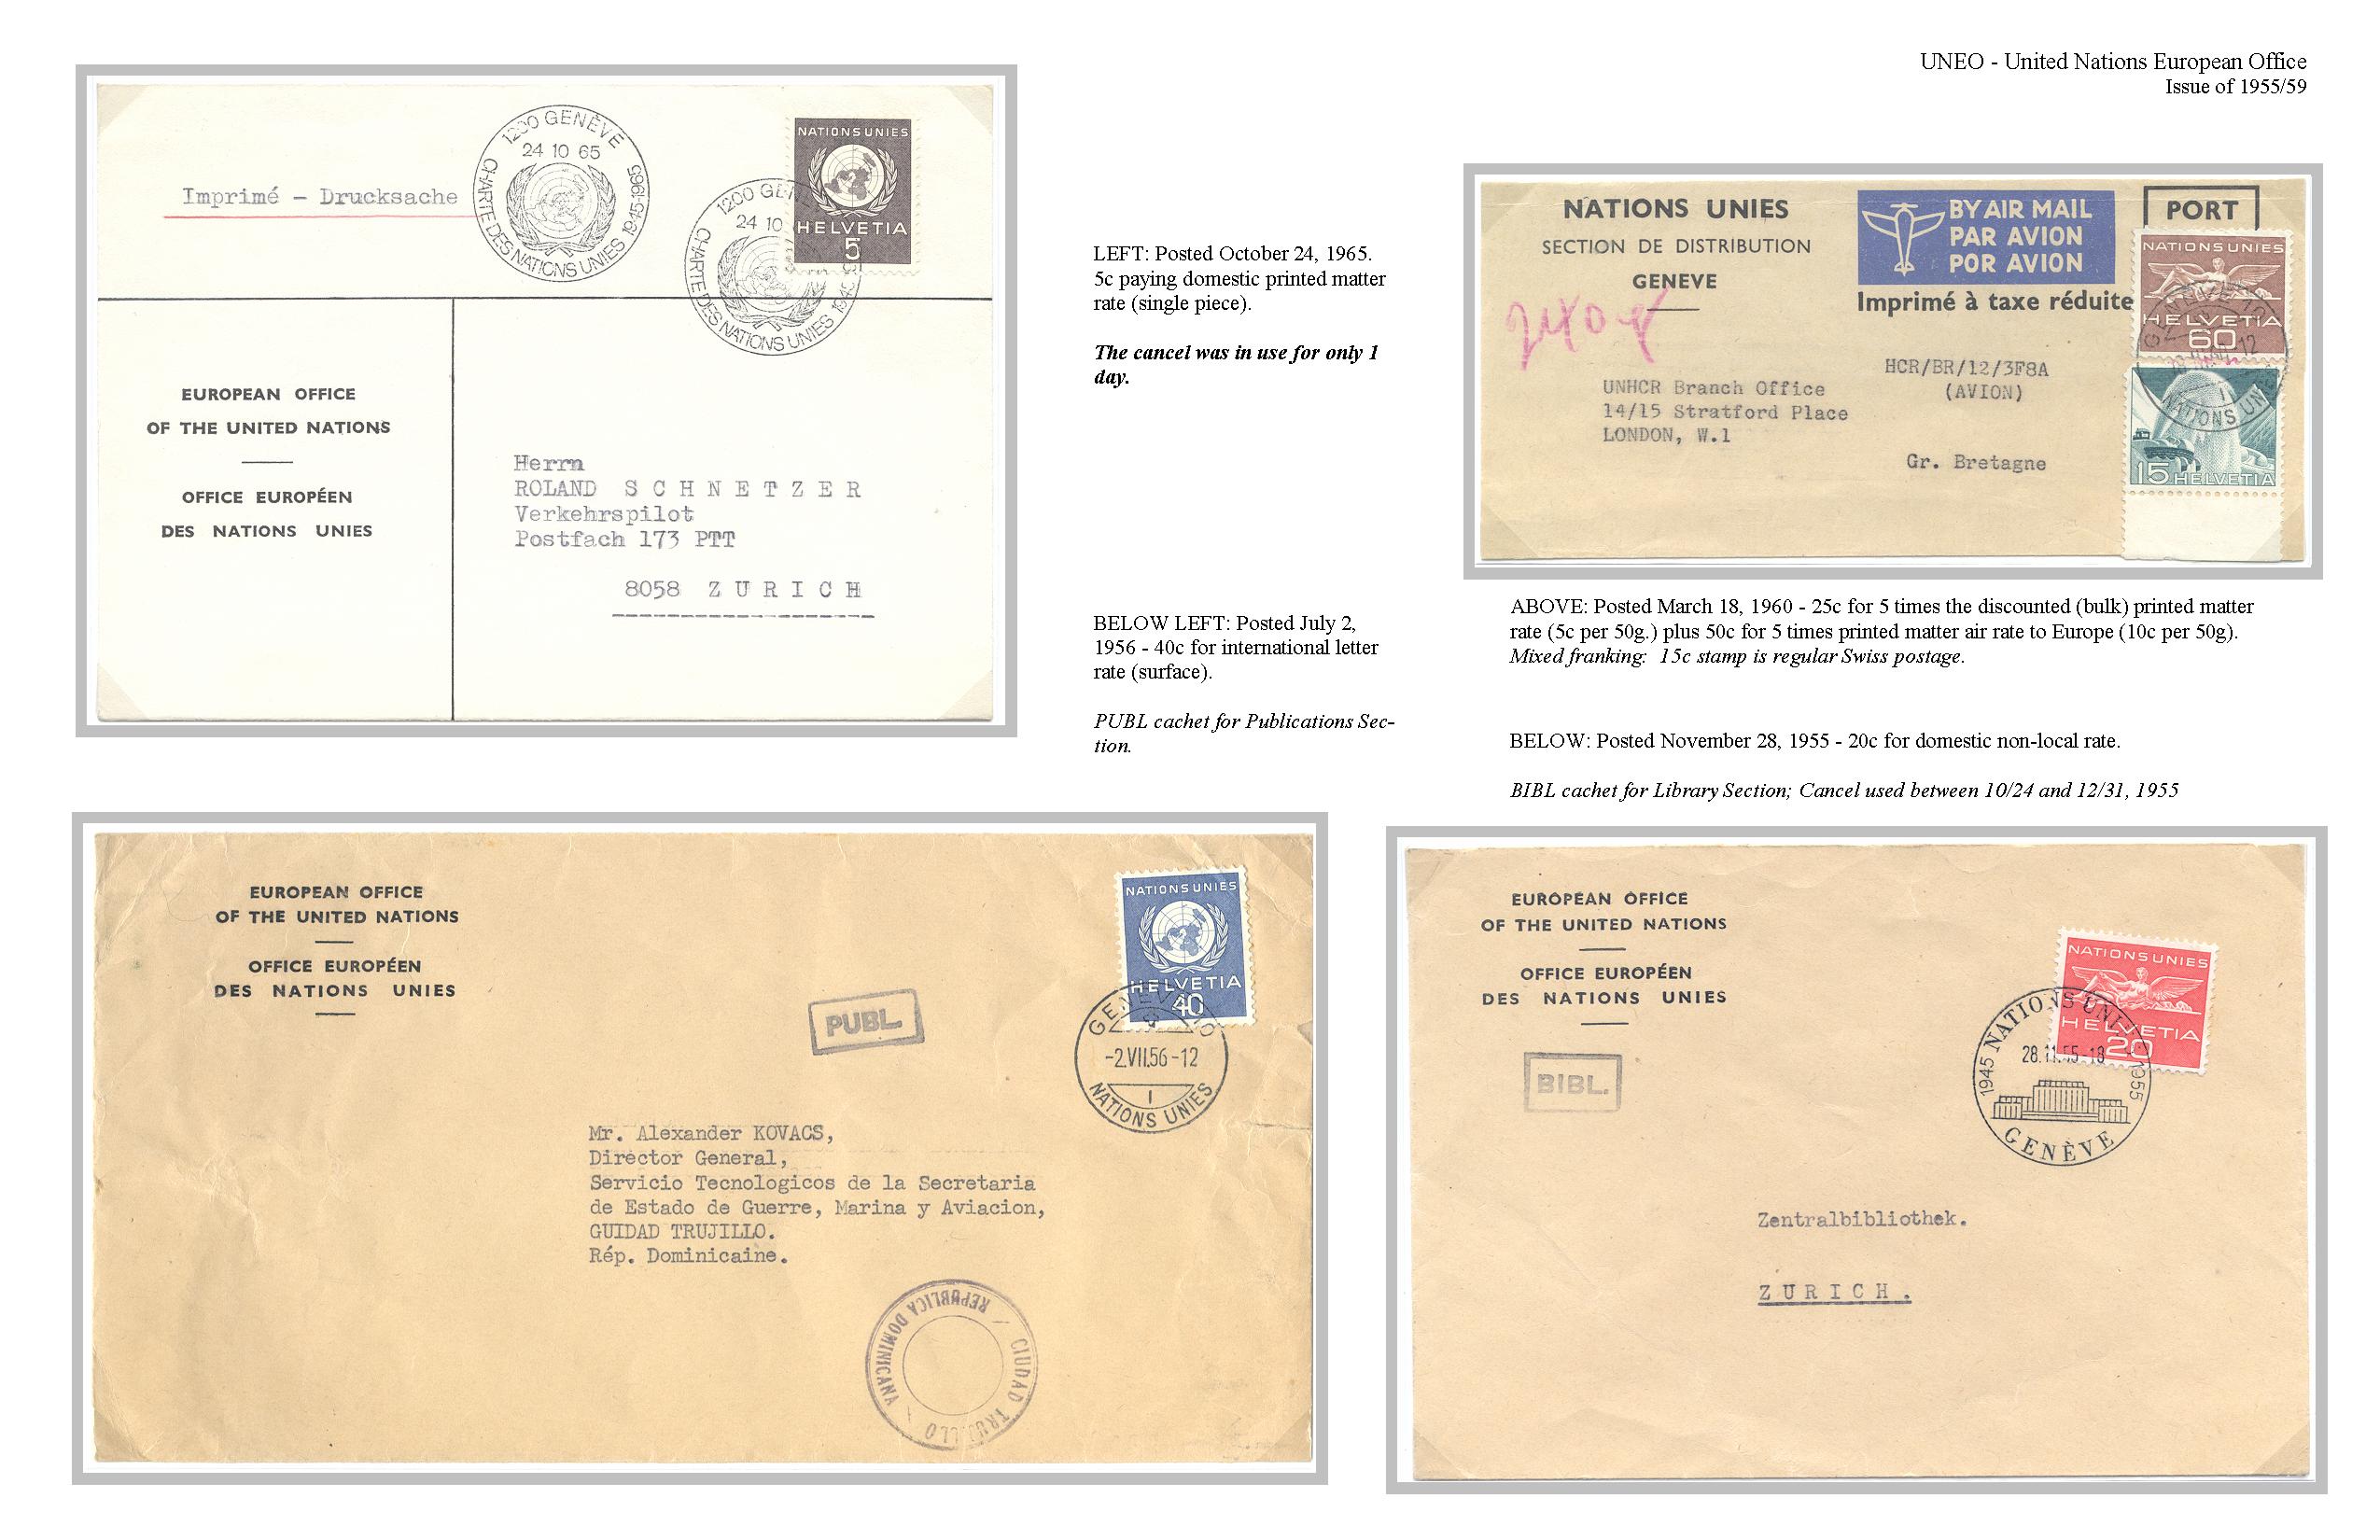 UNEO - United Nations European Office
Issue of 1955/59
1200 GENÈVE
24 10 65
CHARTE DES NATIONS UNIES 1945-1965
Imprimé - Drucksache
NATIONS UNIES
HELVETIA
5
1200 GE
24 10
CHARTE DES NATIONS UNIES 1945
EUROPEAN OFFICE
OF THE UNITED NATIONS
OFFICE EUROPÉEN
DES NATIONS UNIES
Herrn
ROLAND SCHNETZER
Verkehrspilot
Postfach 173 PTT
8058 ZURICH
LEFT: Posted October 24, 1965.
5c paying domestic printed matter
rate (single piece).
The cancel was in use for only 1
day.
BELOW LEFT: Posted July 2,
1956 - 40c for international letter
rate (surface).
PUBL cachet for Publications Sec-
tion.
NATIONS UNIES
SECTION DE DISTRIBUTION
GENEVE
BY AIR MAIL
PAR AVION
POR AVION
Imprimé à taxe réduite
PORT
NATIONS UNIES
HELVETIA
60
240 g
HCR/BR/12/3F8A
(AVION)
UNHCR Branch Office
14/15 Stratford Place
LONDON, W.1
Gr. Bretagne
NATIONS UN
15 HELVETIA
ABOVE: Posted March 18, 1960 - 25c for 5 times the discounted (bulk) printed matter
rate (5c per 50g.) plus 50c for 5 times printed matter air rate to Europe (10c per 50g).
Mixed franking:  15c stamp is regular Swiss postage.
BELOW: Posted November 28, 1955 - 20c for domestic non-local rate.
BIBL cachet for Library Section; Cancel used between 10/24 and 12/31, 1955
EUROPEAN OFFICE
OF THE UNITED NATIONS
OFFICE EUROPÉEN
DES NATIONS UNIES
PUBL.
NATIONS UNIES
HELVETIA
40
GENEVE 10
-2.VII.56-12
1
NATIONS UNIES
Mr. Alexander KOVACS,
Director General,
Servicio Tecnologicos de la Secretaria
de Estado de Guerre, Marina y Aviacion,
GUIDAD TRUJILLO.
Rép. Dominicaine.
CIUDAD TRUJILLO / REPUBLICA DOMINICANA /
EUROPEAN OFFICE
OF THE UNITED NATIONS
OFFICE EUROPÉEN
DES NATIONS UNIES
BIBL.
NATIONS UNIES
HELVETIA
20
1945 NATIONS UNIES 1955
28.11.55-18
GENÈVE
Zentralbibliothek.
ZURICH.